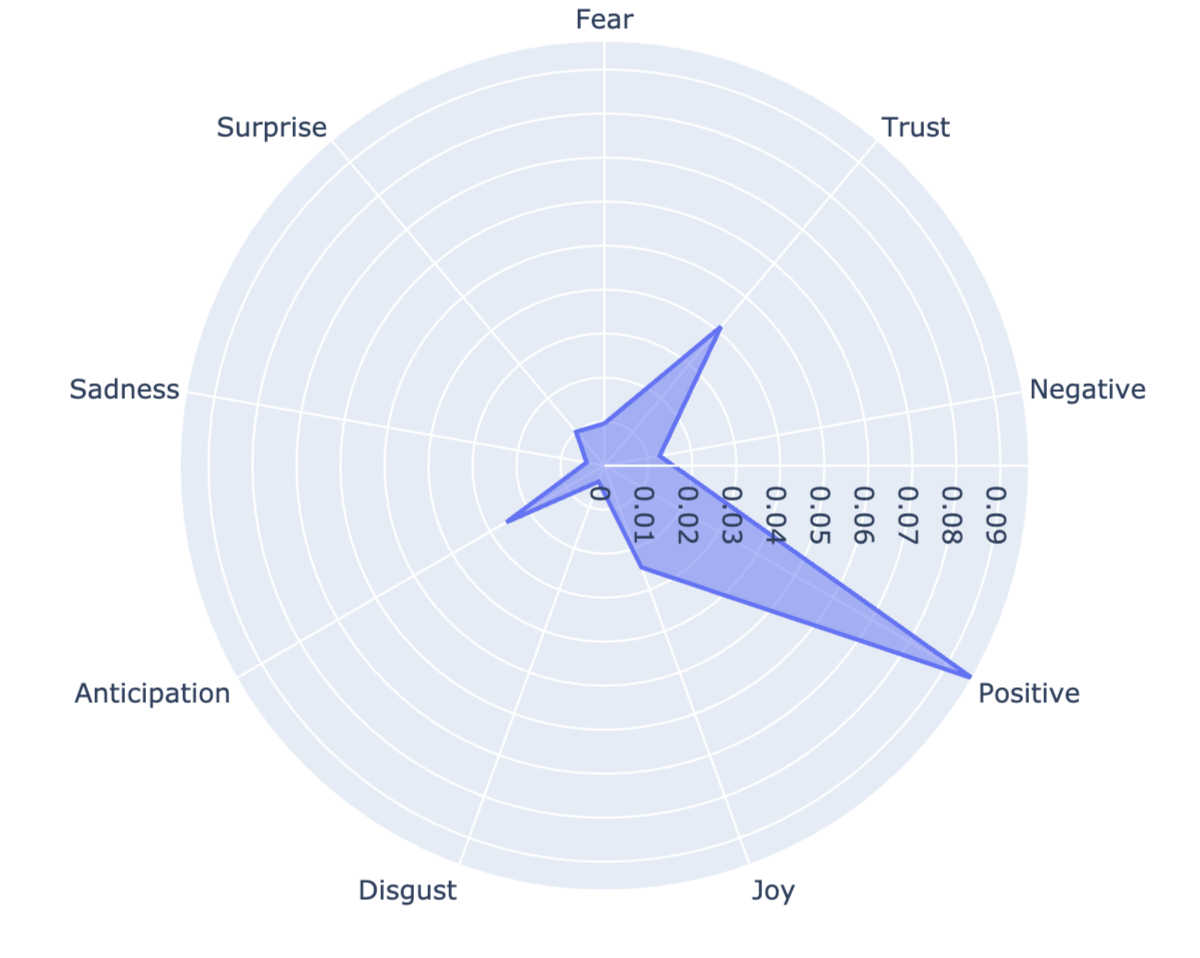 Fear
Surprise
Trust
Sadness
Negative
0
0.01
0.02
0.03
0.04
0.05
0.06
0.07
0.08
0.09
Anticipation
Positive
Disgust
Joy